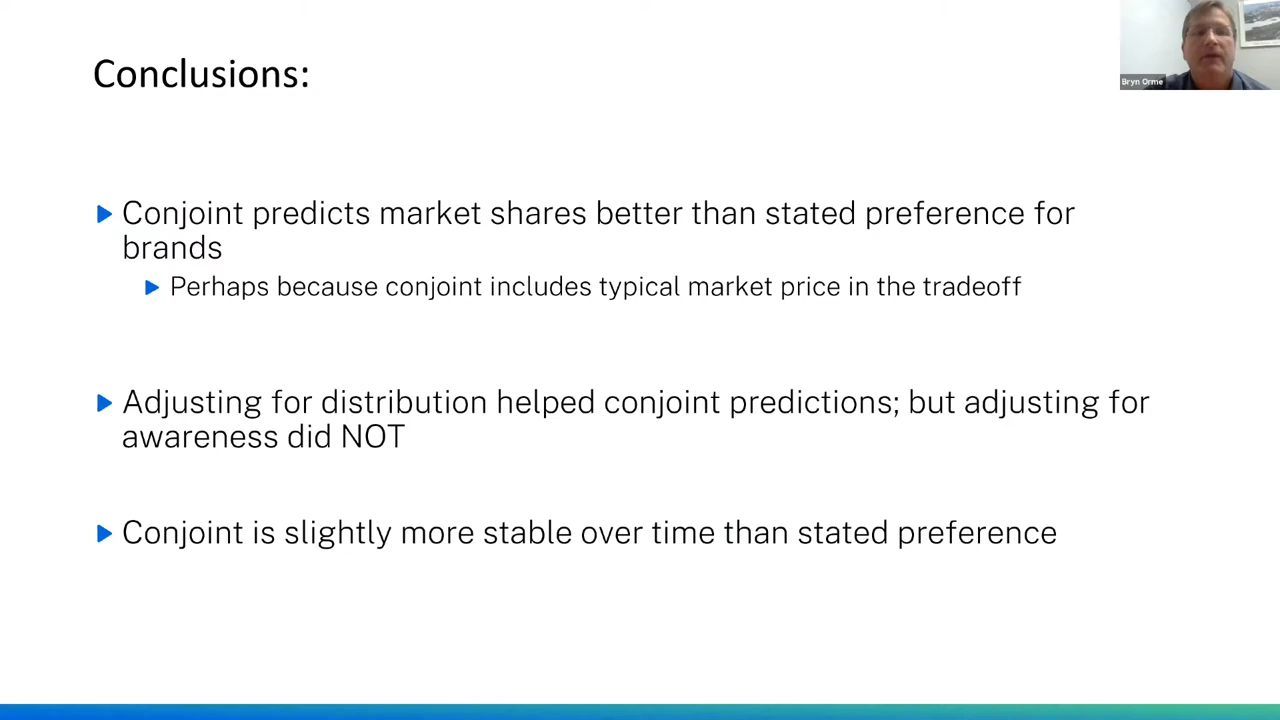 Conclusions:
Bryn Orme
Conjoint predicts market shares better than stated preference for
brands
Perhaps because conjoint includes typical market price in the tradeoff
Adjusting for distribution helped conjoint predictions; but adjusting for
awareness did NOT
Conjoint is slightly more stable over time than stated preference